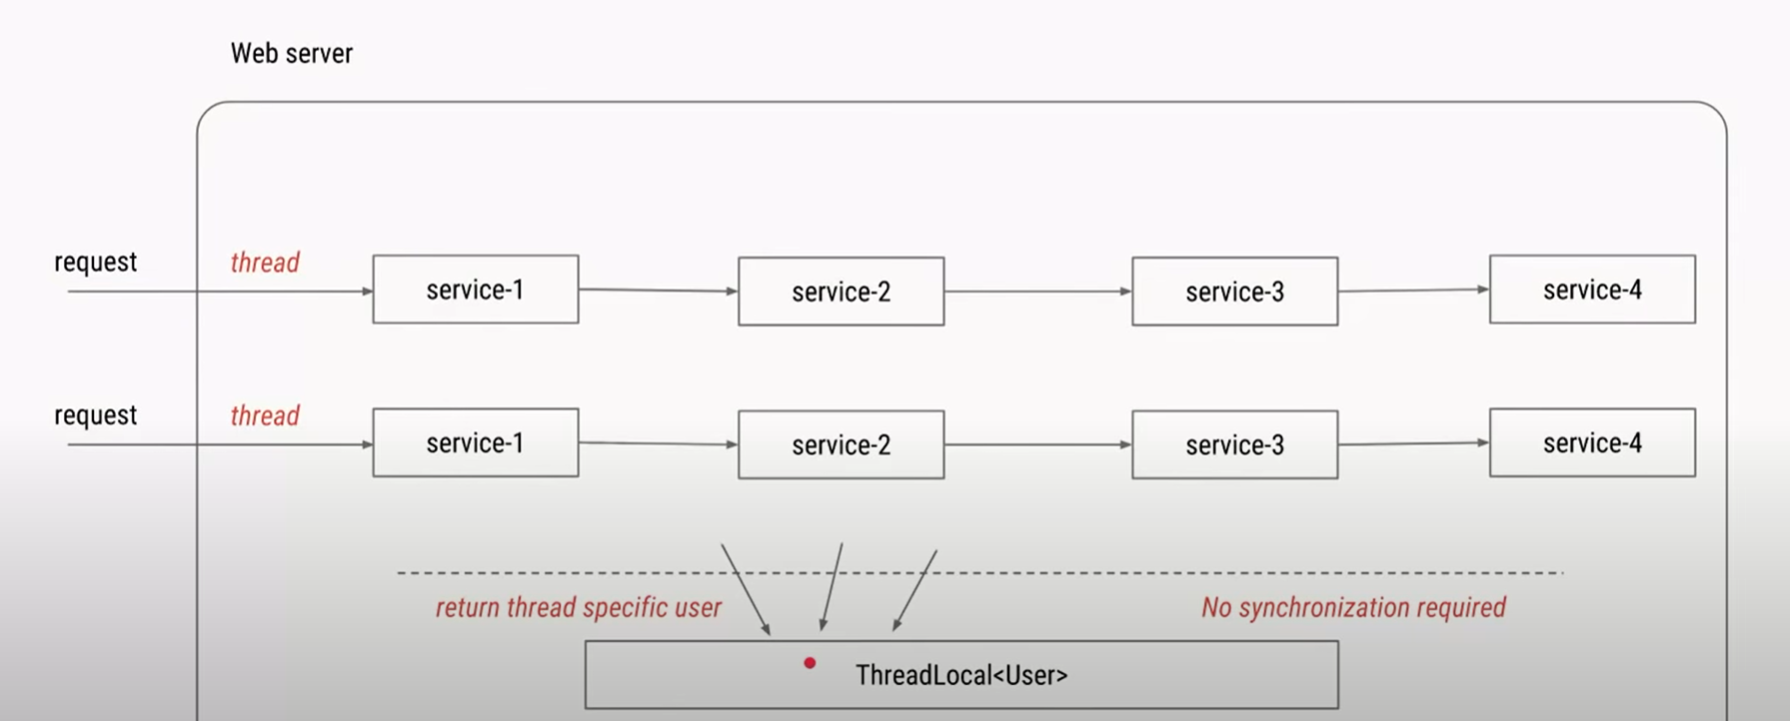 Web server
request
thread
service-1
service-2
service-3
service-4
request
thread
service-1
service-2
service-3
service-4
return thread specific user
No synchronization required
ThreadLocal<User>